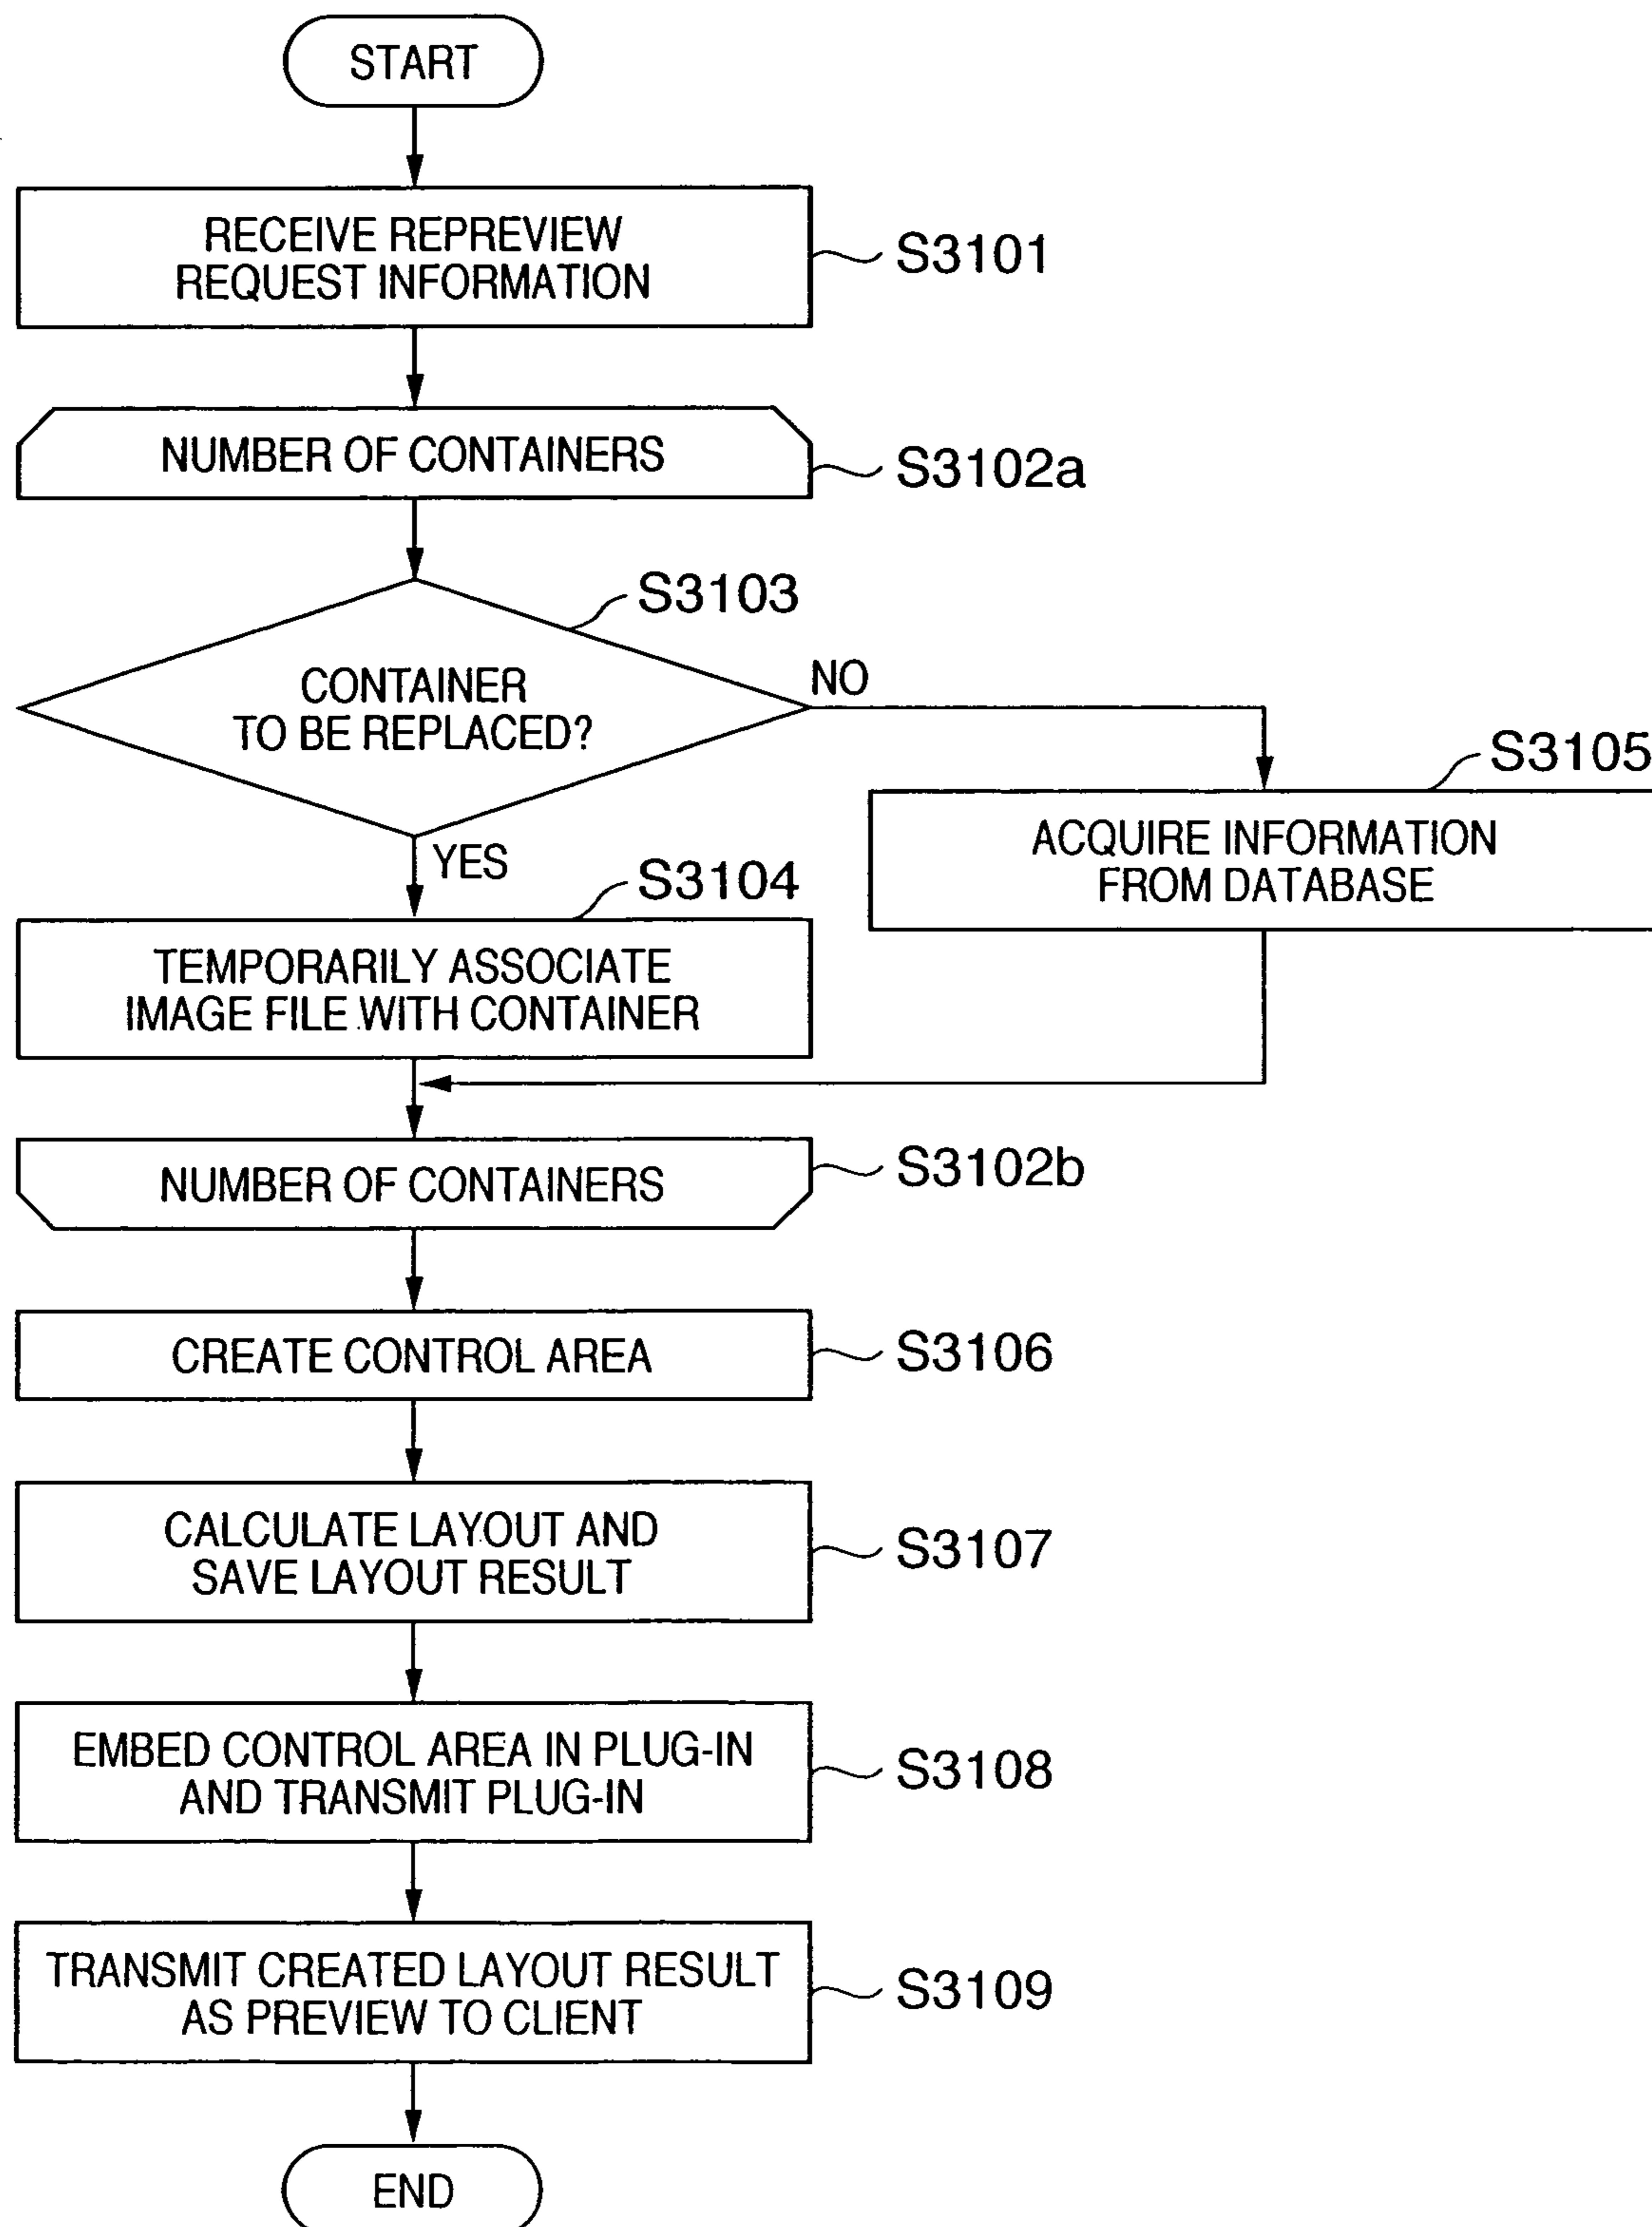 START
RECEIVE REPREVIEW
REQUEST INFORMATION
S3101
NUMBER OF CONTAINERS
S3102a
S3103
CONTAINER
TO BE REPLACED?
NO
S3105
ACQUIRE INFORMATION
FROM DATABASE
YES
S3104
TEMPORARILY ASSOCIATE
IMAGE FILE WITH CONTAINER
NUMBER OF CONTAINERS
S3102b
CREATE CONTROL AREA
S3106
CALCULATE LAYOUT AND
SAVE LAYOUT RESULT
S3107
EMBED CONTROL AREA IN PLUG-IN
AND TRANSMIT PLUG-IN
S3108
TRANSMIT CREATED LAYOUT RESULT
AS PREVIEW TO CLIENT
S3109
END